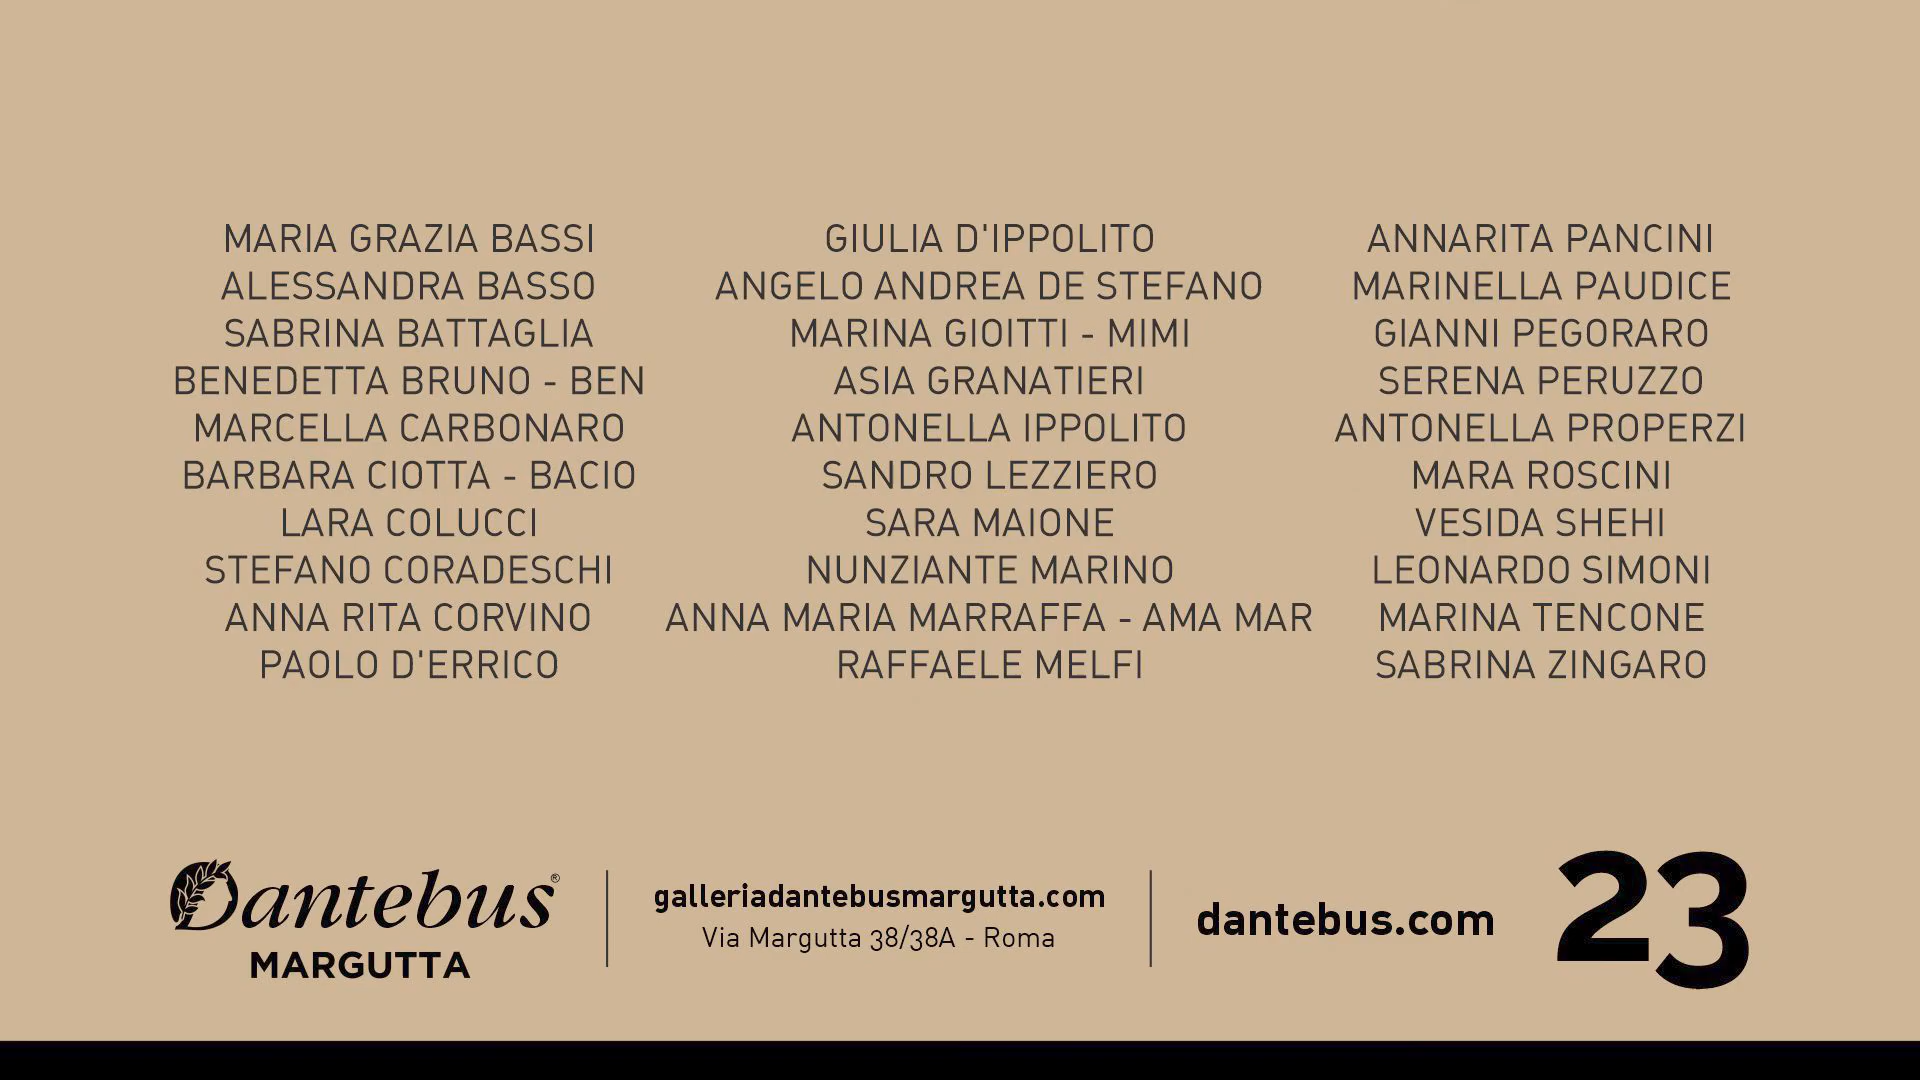 MARIA GRAZIA BASSI
ALESSANDRA BASSO
SABRINA BATTAGLIA
BENEDETTA BRUNO - BEN
MARCELLA CARBONARO
BARBARA CIOTTA - BACIO
LARA COLUCCI
STEFANO CORADESCHI
ANNA RITA CORVINO
PAOLO D'ERRICO
GIULIA D'IPPOLITO
ANGELO ANDREA DE STEFANO
MARINA GIOITTI - MIMI
ASIA GRANATIERI
ANTONELLA IPPOLITO
SANDRO LEZZIERO
SARA MAIONE
NUNZIANTE MARINO
ANNA MARIA MARRAFFA - AMA MAR
RAFFAELE MELFI
ANNARITA PANCINI
MARINELLA PAUDICE
GIANNI PEGORARO
SERENA PERUZZO
ANTONELLA PROPERZI
MARA ROSCINI
VESIDA SHEHI
LEONARDO SIMONI
MARINA TENCONE
SABRINA ZINGARO
Dantebus®
MARGUTTA
galleriadantebusmargutta.com
Via Margutta 38/38A - Roma
dantebus.com
23